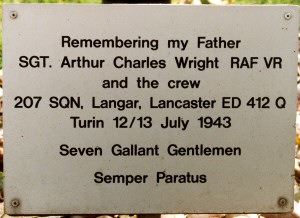 Remembering my Father
SGT. Arthur Charles Wright RAF VR
and the crew
207 SQN, Langar, Lancaster ED 412 Q
Turin 12/13 July 1943
Seven Gallant Gentlemen
Semper Paratus